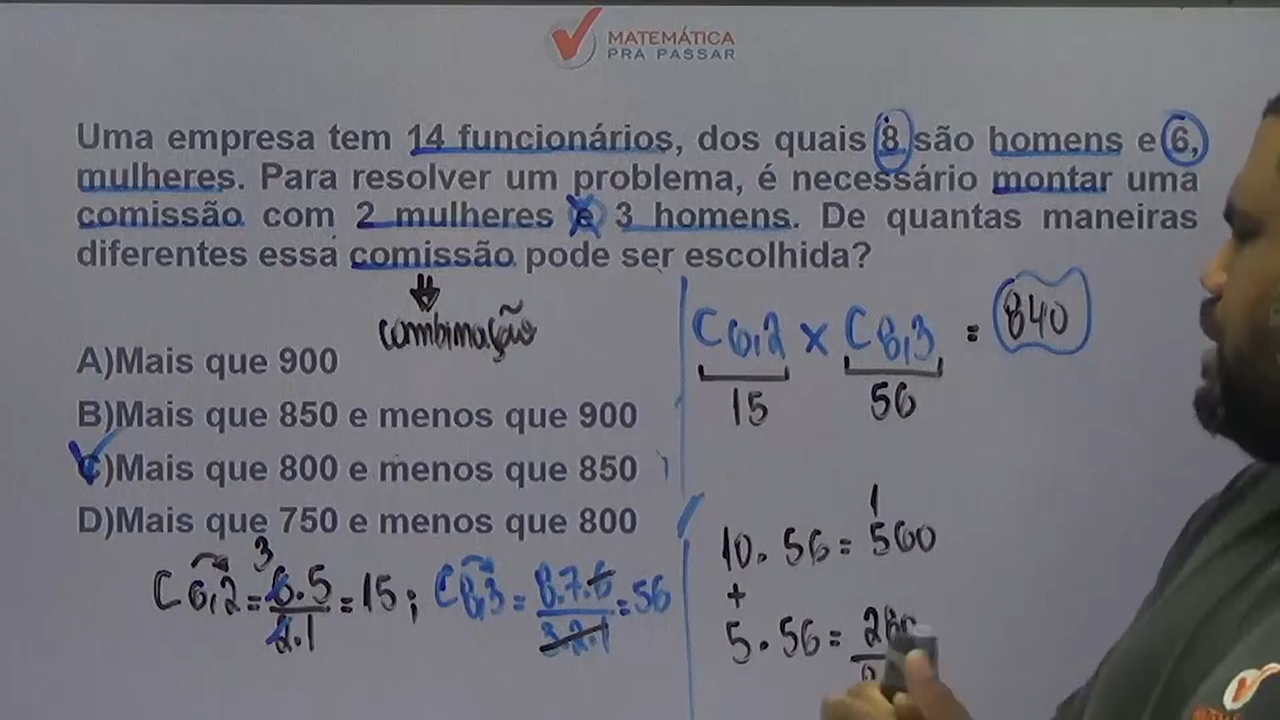 MATEMÁTICA
PRA PASSAR
Uma empresa tem 14 funcionários, dos quais 8 são homens e 6,
mulheres. Para resolver um problema, é necessário montar uma
comissão com 2 mulheres e 3 homens. De quantas maneiras
diferentes essa comissão pode ser escolhida?
combinação
A)Mais que 900
B)Mais que 850 e menos que 900
C)Mais que 800 e menos que 850
D)Mais que 750 e menos que 800
C6,2 = 6.5/2.1 = 15; C8,3 = 8.7.6/3.2.1 = 56
3
C6,2 x C8,3 = 840
15 56
1
10. 56 = 560
+
5. 56 =